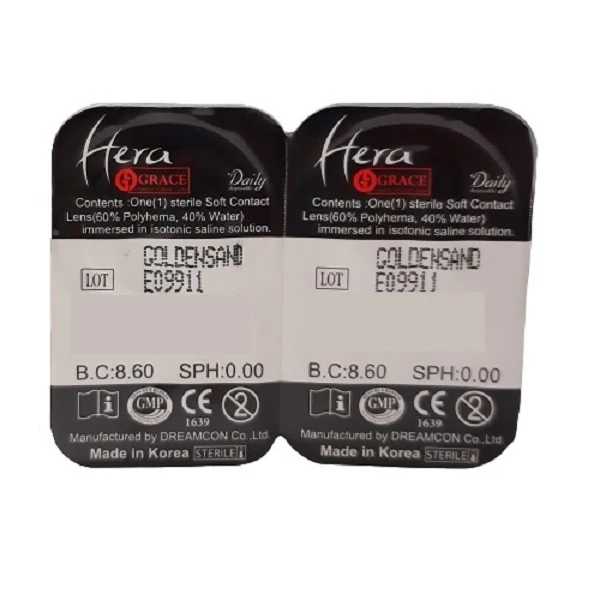 Hera
GRACE
Daily
disposable
Contents :One(1) sterile Soft Contact
Lens(60% Polyhema, 40% Water)
immersed in isotonic saline solution.
GOLDENSAND
LOT E09911
B.C:8.60 SPH:0.00
i GMP CE 2
1639
Manufactured by DREAMCON Co.,Ltd.
Made in Korea STERILE
Hera
GRACE
Daily
disposable
Contents :One(1) sterile Soft Contact
Lens(60% Polyhema, 40% Water)
immersed in isotonic saline solution.
GOLDENSAND
LOT E09911
B.C:8.60 SPH:0.00
i GMP CE 2
1639
Manufactured by DREAMCON Co.,Ltd.
Made in Korea STERILE